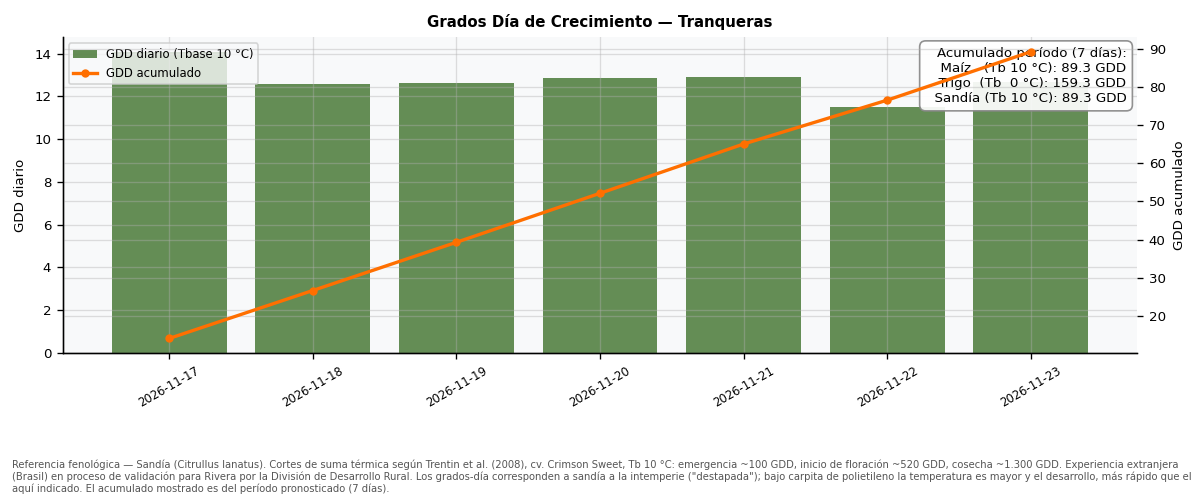 Grados Día de Crecimiento — Tranqueras
GDD diario (Tbase 10 °C)
GDD acumulado
Acumulado período (7 días):
Maíz (Tb 10 °C): 89.3 GDD
Trigo (Tb 0 °C): 159.3 GDD
Sandía (Tb 10 °C): 89.3 GDD
GDD diario
14
12
10
8
6
4
2
0
90
80
70
60
50
40
30
20
GDD acumulado
2026-11-17
2026-11-18
2026-11-19
2026-11-20
2026-11-21
2026-11-22
2026-11-23
Referencia fenológica — Sandía (Citrullus lanatus). Cortes de suma térmica según Trentin et al. (2008), cv. Crimson Sweet, Tb 10 °C: emergencia ~100 GDD, inicio de floración ~520 GDD, cosecha ~1.300 GDD. Experiencia extranjera
(Brasil) en proceso de validación para Rivera por la División de Desarrollo Rural. Los grados-día corresponden a sandía a la intemperie ("destapada"); bajo carpita de polietileno la temperatura es mayor y el desarrollo, más rápido que el
aquí indicado. El acumulado mostrado es del período pronosticado (7 días).